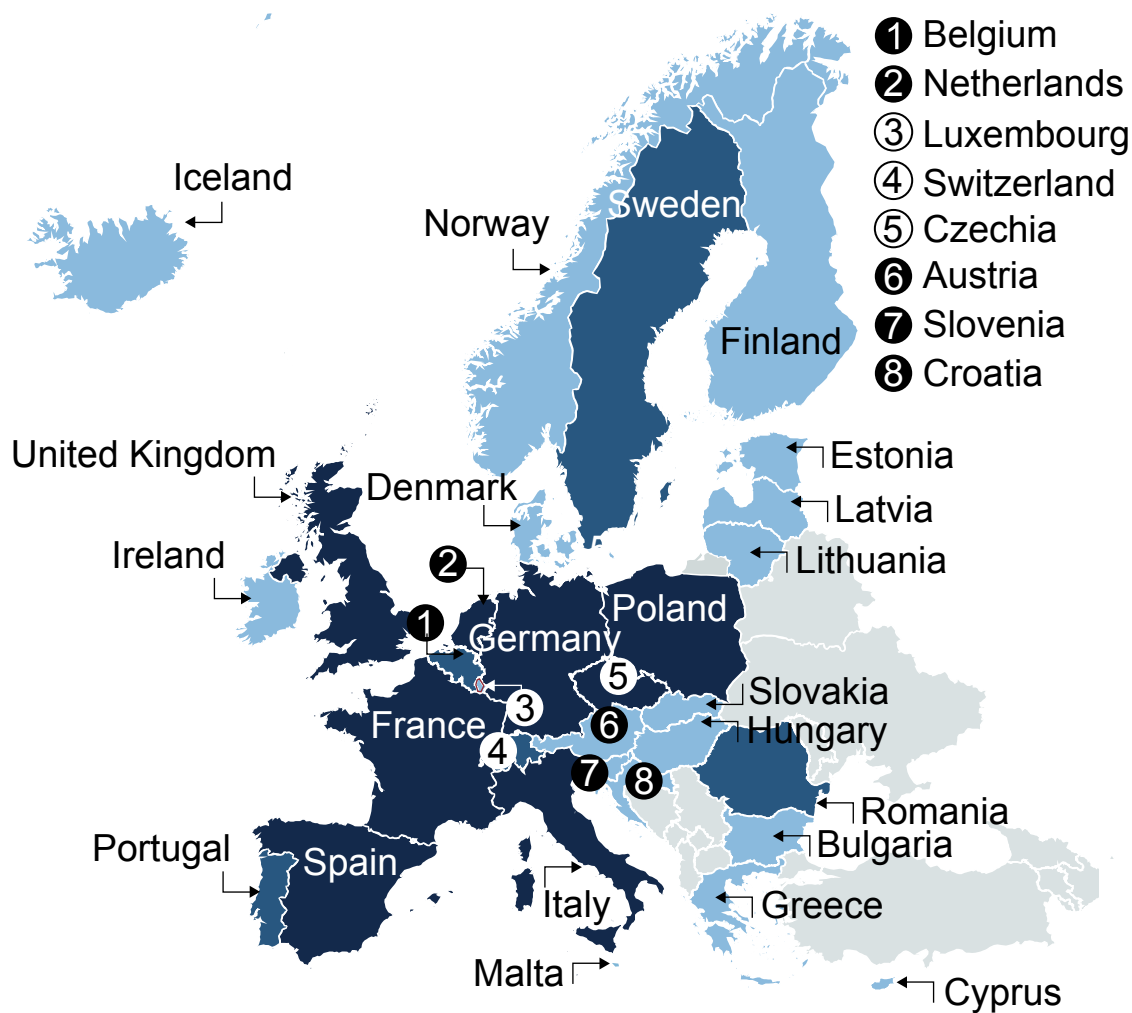 1 Belgium
2 Netherlands
3 Luxembourg
4 Switzerland
5 Czechia
6 Austria
7 Slovenia
8 Croatia
Iceland
Norway
Sweden
Finland
United Kingdom
Denmark
Estonia
Latvia
Lithuania
Ireland
2
1
Germany
Poland
5
3
France
4
6
Slovakia
Hungary
7
8
Romania
Bulgaria
Portugal
Spain
Italy
Greece
Malta
Cyprus